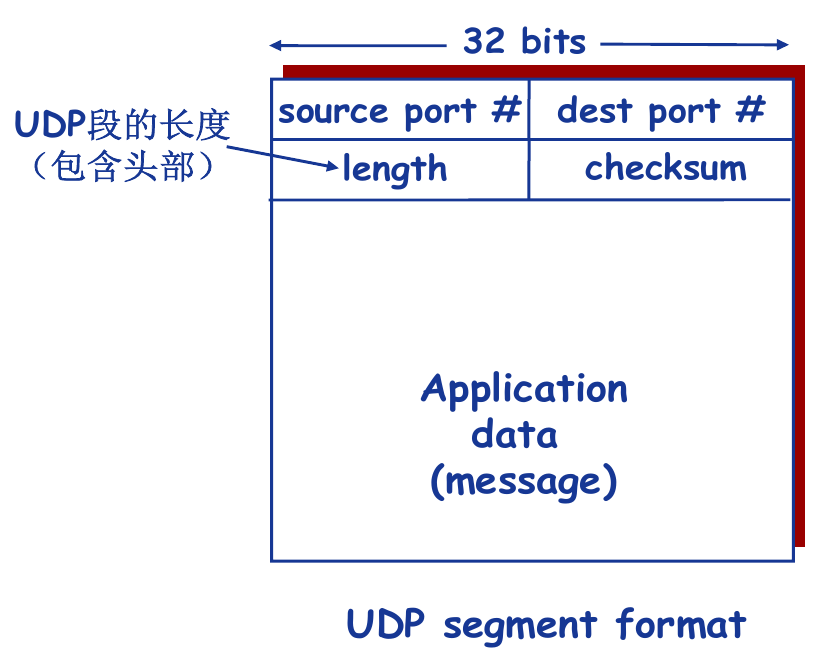 32 bits
source port #
dest port #
UDP段的长度
（包含头部）
length
checksum
Application
data
(message)
UDP segment format